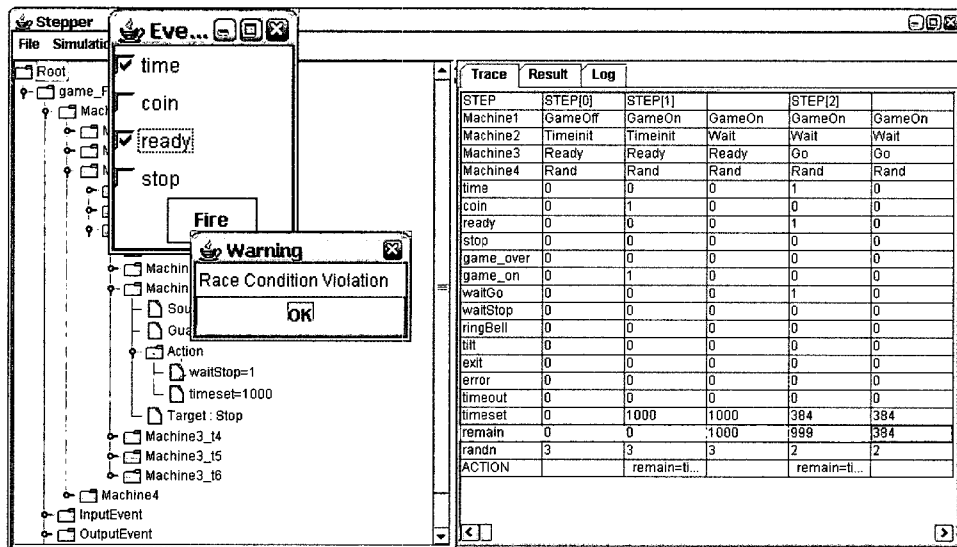 Stepper
File Simulatio
Root
game_F
Mach
Machin
Machin
Sou
Gua
Action
waitStop=1
timeset=1000
Target : Stop
Machine3_t4
Machine3_t5
Machine3_t6
Machine4
InputEvent
OutputEvent
Eve...
time
coin
ready
stop
Fire
Warning
Race Condition Violation
OK
Trace Result Log
STEP STEP[0] STEP[1] STEP[2]
Machine1 GameOff GameOn GameOn GameOn GameOn
Machine2 Timeinit Timeinit Wait Wait Wait
Machine3 Ready Ready Ready Go Go
Machine4 Rand Rand Rand Rand Rand
time 0 0 0 1 0
coin 0 1 0 0 0
ready 0 0 0 1 0
stop 0 0 0 0 0
game_over 0 0 0 0 0
game_on 0 1 0 0 0
waitGo 0 0 0 1 0
waitStop 0 0 0 0 0
ringBell 0 0 0 0 0
tilt 0 0 0 0 0
exit 0 0 0 0 0
error 0 0 0 0 0
timeout 0 0 0 0 0
timeset 0 1000 1000 384 384
remain 0 0 1000 999 384
randn 3 3 3 2 2
ACTION remain=ti... remain=ti...